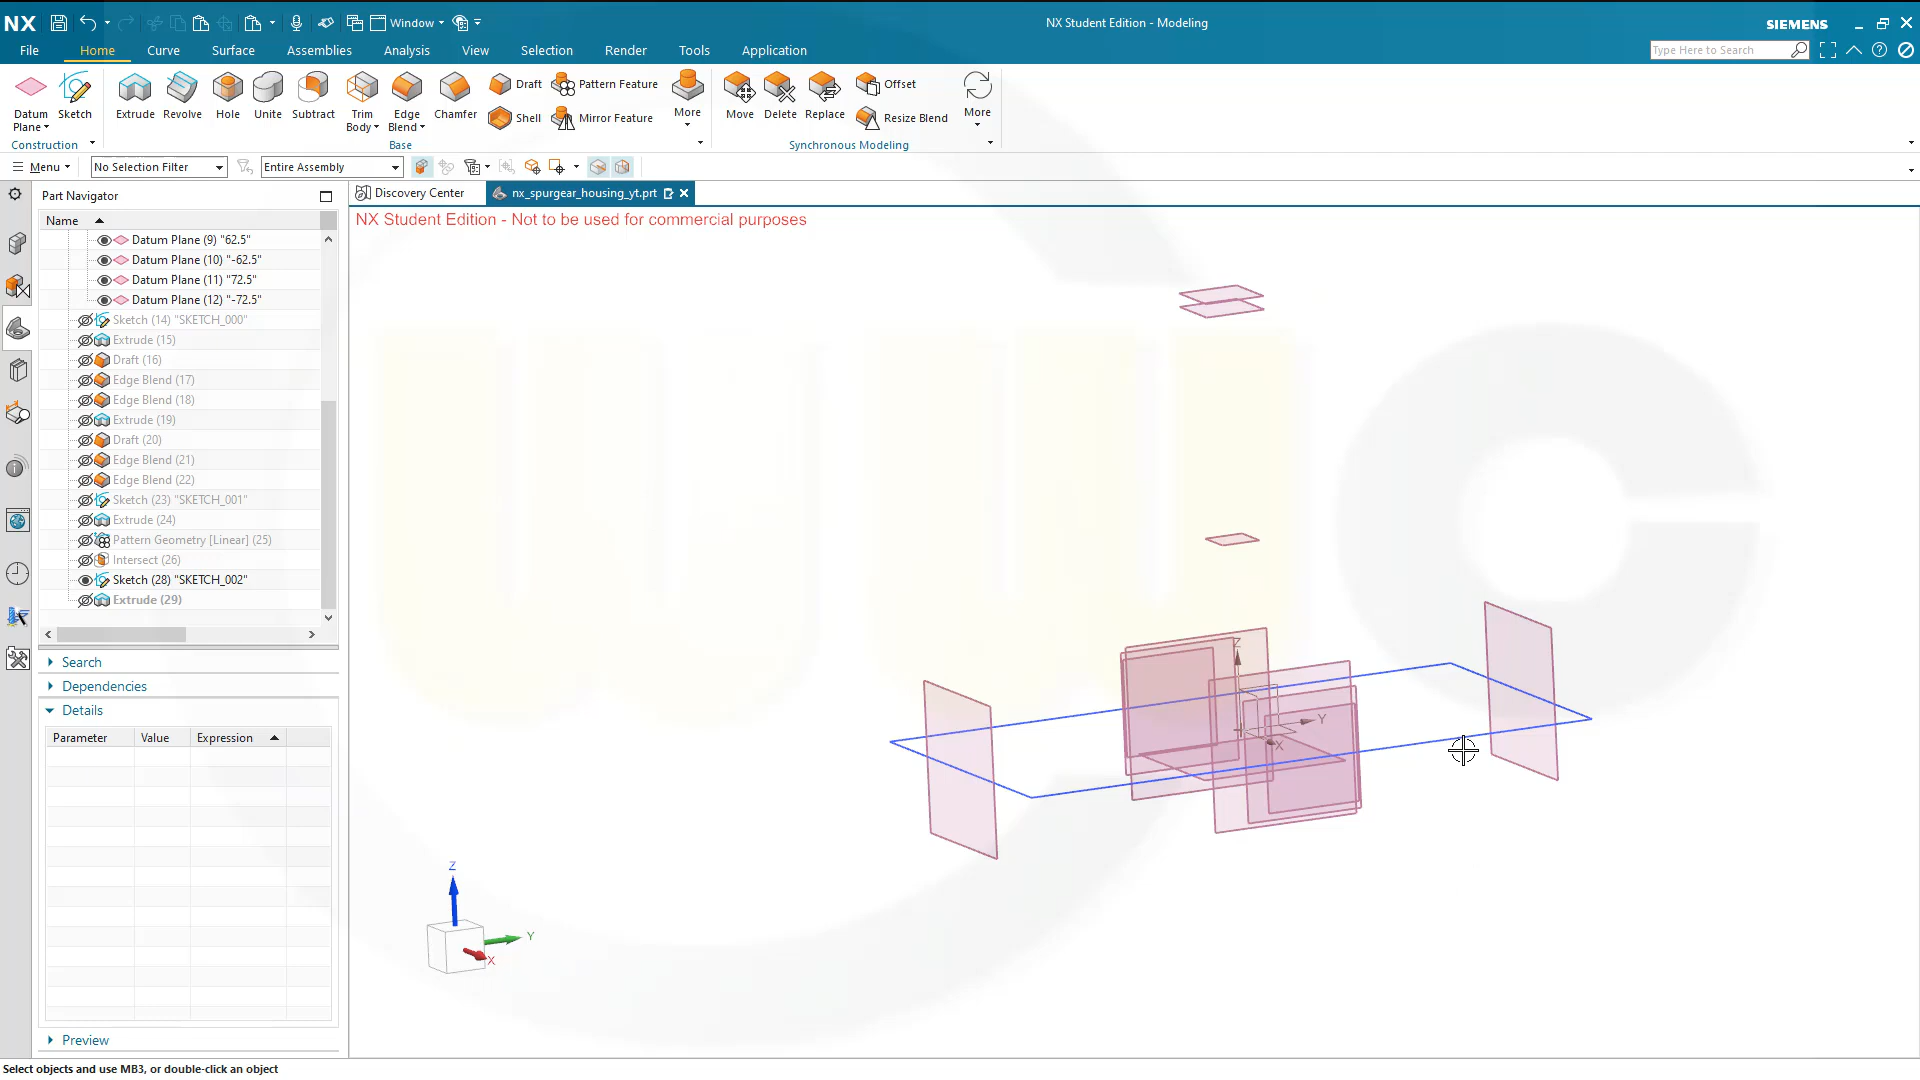 NX
Window
NX Student Edition - Modeling
SIEMENS
File
Home
Curve
Surface
Assemblies
Analysis
View
Selection
Render
Tools
Application
Type Here to Search
Datum Plane
Sketch
Extrude
Revolve
Hole
Unite
Subtract
Trim Body
Edge Blend
Chamfer
Draft
Shell
Pattern Feature
Mirror Feature
More
Move
Delete
Replace
Offset
Resize Blend
More
Construction
Base
Synchronous Modeling
Menu
No Selection Filter
Entire Assembly
Part Navigator
Discovery Center
nx_spurgear_housing_yt.prt
Name
NX Student Edition - Not to be used for commercial purposes
Datum Plane (9) "62.5"
Datum Plane (10) "-62.5"
Datum Plane (11) "72.5"
Datum Plane (12) "-72.5"
Sketch (14) "SKETCH_000"
Extrude (15)
Draft (16)
Edge Blend (17)
Edge Blend (18)
Extrude (19)
Draft (20)
Edge Blend (21)
Edge Blend (22)
Sketch (23) "SKETCH_001"
Extrude (24)
Pattern Geometry [Linear] (25)
Intersect (26)
Sketch (28) "SKETCH_002"
Extrude (29)
Search
Dependencies
Details
Parameter Value Expression
Preview
Z
Y
X
Z
Y
X
Select objects and use MB3, or double-click an object